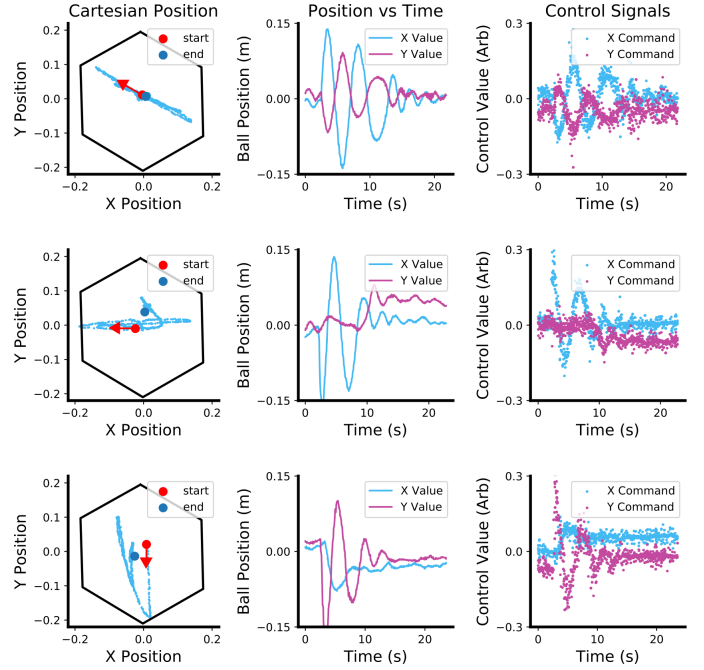 Cartesian Position
Position vs Time
Control Signals
0.2
0.1
0.0
−0.1
−0.2
Y Position
start
end
−0.2
0.0
0.2
X Position
0.15
0.00
−0.15
Ball Position (m)
X Value
Y Value
0
10
20
Time (s)
0.3
0.0
−0.3
Control Value (Arb)
X Command
Y Command
0
10
20
Time (s)
0.2
0.1
0.0
−0.1
−0.2
Y Position
start
end
−0.2
0.0
0.2
X Position
0.15
0.00
−0.15
Ball Position (m)
X Value
Y Value
0
10
20
Time (s)
0.3
0.0
−0.3
Control Value (Arb)
X Command
Y Command
0
10
20
Time (s)
0.2
0.1
0.0
−0.1
−0.2
Y Position
start
end
−0.2
0.0
0.2
X Position
0.15
0.00
−0.15
Ball Position (m)
X Value
Y Value
0
10
20
Time (s)
0.3
0.0
−0.3
Control Value (Arb)
X Command
Y Command
0
10
20
Time (s)